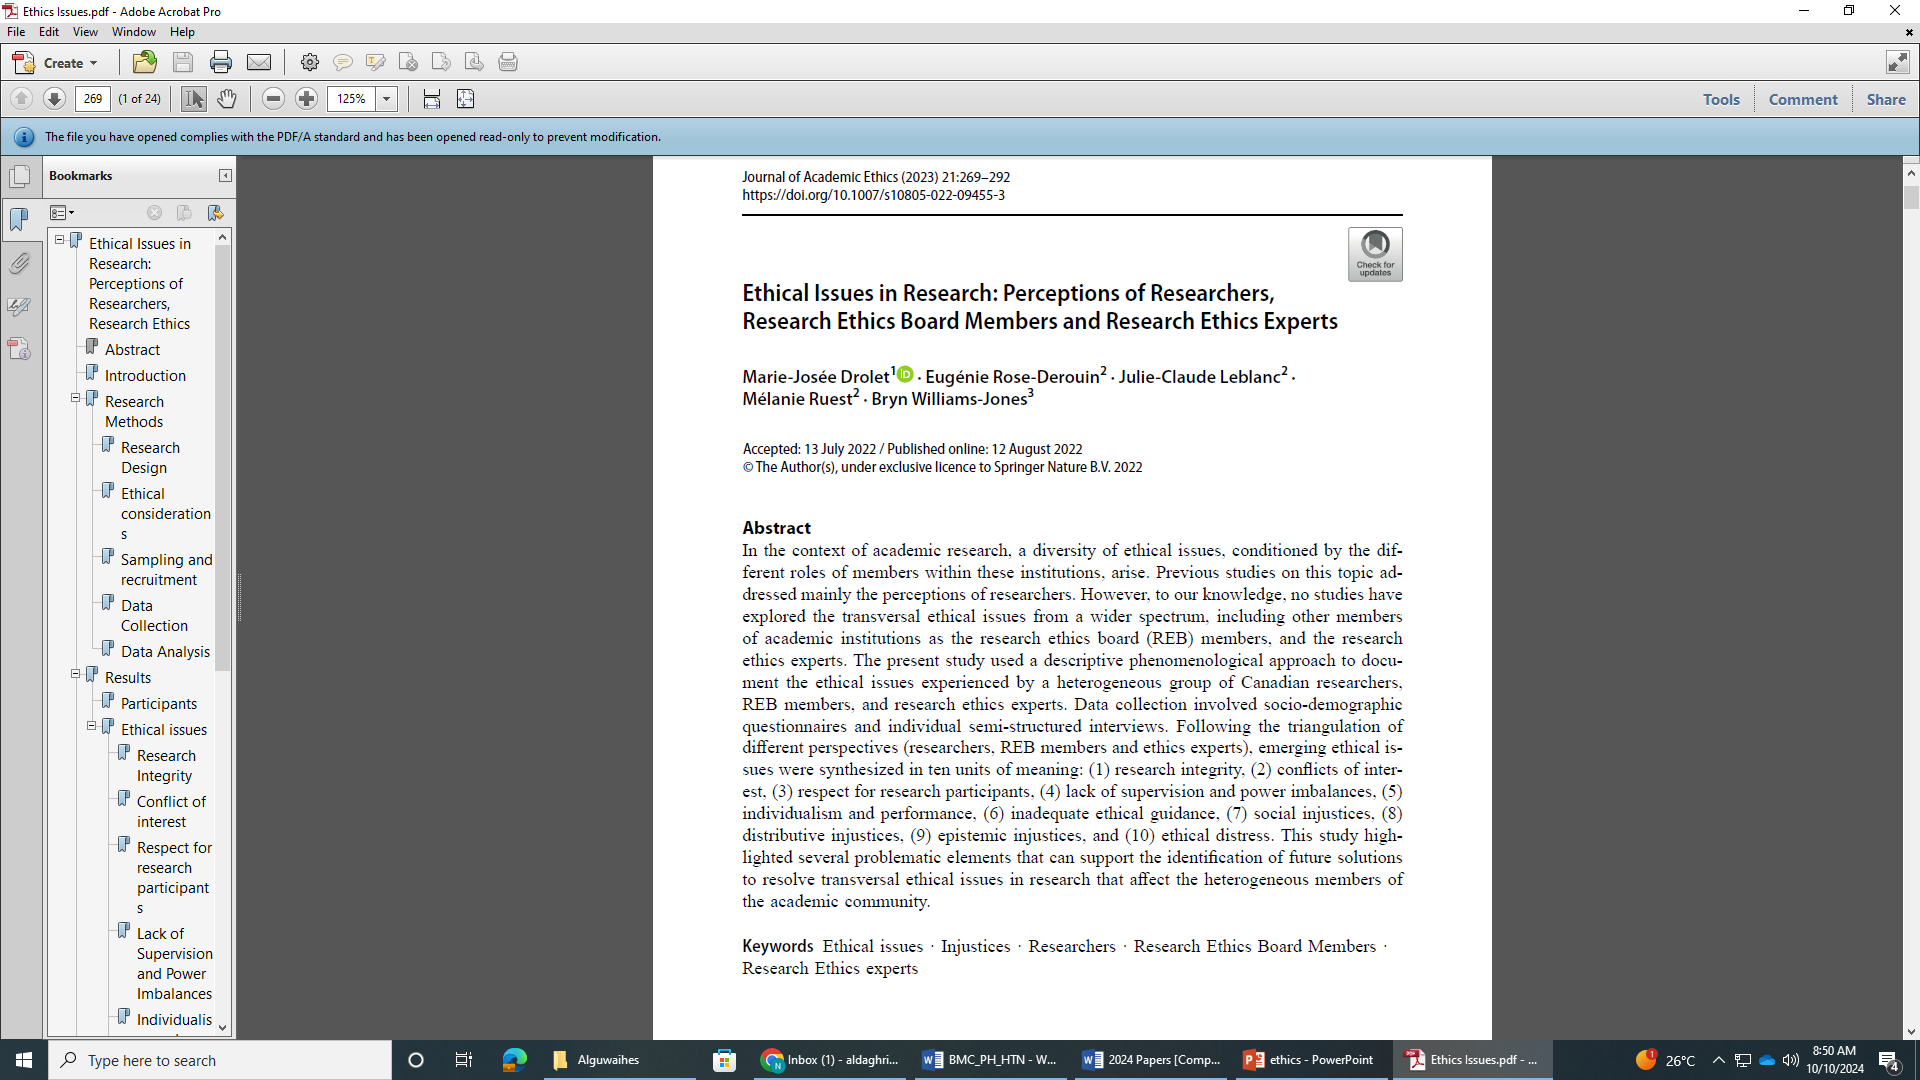 Ethics Issues.pdf - Adobe Acrobat Pro
File Edit View Window Help
Create
269 (1 of 24) 125% Tools Comment Share
The file you have opened complies with the PDF/A standard and has been opened read-only to prevent modification.
Bookmarks
Ethical Issues in
Research:
Perceptions of
Researchers,
Research Ethics
Abstract
Introduction
Research
Methods
Research
Design
Ethical
consideration
s
Sampling and
recruitment
Data
Collection
Data Analysis
Results
Participants
Ethical issues
Research
Integrity
Conflict of
interest
Respect for
research
participant
s
Lack of
Supervision
and Power
Imbalances
Individualis
Journal of Academic Ethics (2023) 21:269–292
https://doi.org/10.1007/s10805-022-09455-3
Check for
updates
Ethical Issues in Research: Perceptions of Researchers,
Research Ethics Board Members and Research Ethics Experts
Marie-Josée Drolet1 iD · Eugénie Rose-Derouin2 · Julie-Claude Leblanc2 ·
Mélanie Ruest2 · Bryn Williams-Jones3
Accepted: 13 July 2022 / Published online: 12 August 2022
© The Author(s), under exclusive licence to Springer Nature B.V. 2022
Abstract
In the context of academic research, a diversity of ethical issues, conditioned by the dif-
ferent roles of members within these institutions, arise. Previous studies on this topic ad-
dressed mainly the perceptions of researchers. However, to our knowledge, no studies have
explored the transversal ethical issues from a wider spectrum, including other members
of academic institutions as the research ethics board (REB) members, and the research
ethics experts. The present study used a descriptive phenomenological approach to docu-
ment the ethical issues experienced by a heterogeneous group of Canadian researchers,
REB members, and research ethics experts. Data collection involved socio-demographic
questionnaires and individual semi-structured interviews. Following the triangulation of
different perspectives (researchers, REB members and ethics experts), emerging ethical is-
sues were synthesized in ten units of meaning: (1) research integrity, (2) conflicts of inter-
est, (3) respect for research participants, (4) lack of supervision and power imbalances, (5)
individualism and performance, (6) inadequate ethical guidance, (7) social injustices, (8)
distributive injustices, (9) epistemic injustices, and (10) ethical distress. This study high-
lighted several problematic elements that can support the identification of future solutions
to resolve transversal ethical issues in research that affect the heterogeneous members of
the academic community.
Keywords Ethical issues · Injustices · Researchers · Research Ethics Board Members ·
Research Ethics experts
Type here to search
Alguwaihes
Inbox (1) - aldaghri...
BMC_PH_HTN - W...
2024 Papers [Comp...
ethics - PowerPoint
Ethics Issues.pdf - ...
26°C
8:50 AM
10/10/2024
4